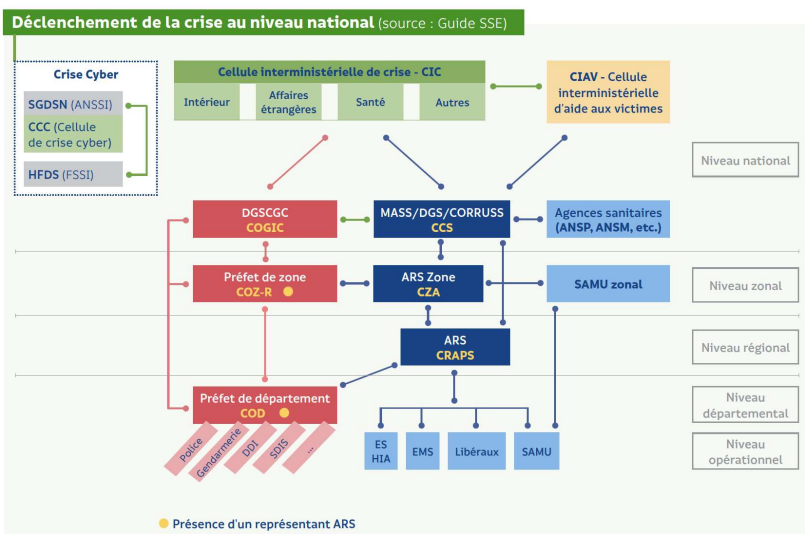 Déclenchement de la crise au niveau national (source : Guide SSE)
Crise Cyber
SGDSN (ANSSI)
CCC (Cellule
de crise cyber)
HFDS (FSSI)
Cellule interministérielle de crise - CIC
Intérieur
Affaires
étrangères
Santé
Autres
CIAV - Cellule
interministérielle
d'aide aux victimes
Niveau national
DGSCGC
COGIC
MASS/DGS/CORRUSS
CCS
Agences sanitaires
(ANSP, ANSM, etc.)
Préfet de zone
COZ-R
ARS Zone
CZA
SAMU zonal
Niveau zonal
ARS
CRAPS
Niveau régional
Préfet de département
COD
Niveau
départemental
Police
Gendarmerie
DDI
SDIS
...
ES
HIA
EMS
Libéraux
SAMU
Niveau
opérationnel
Présence d'un représentant ARS